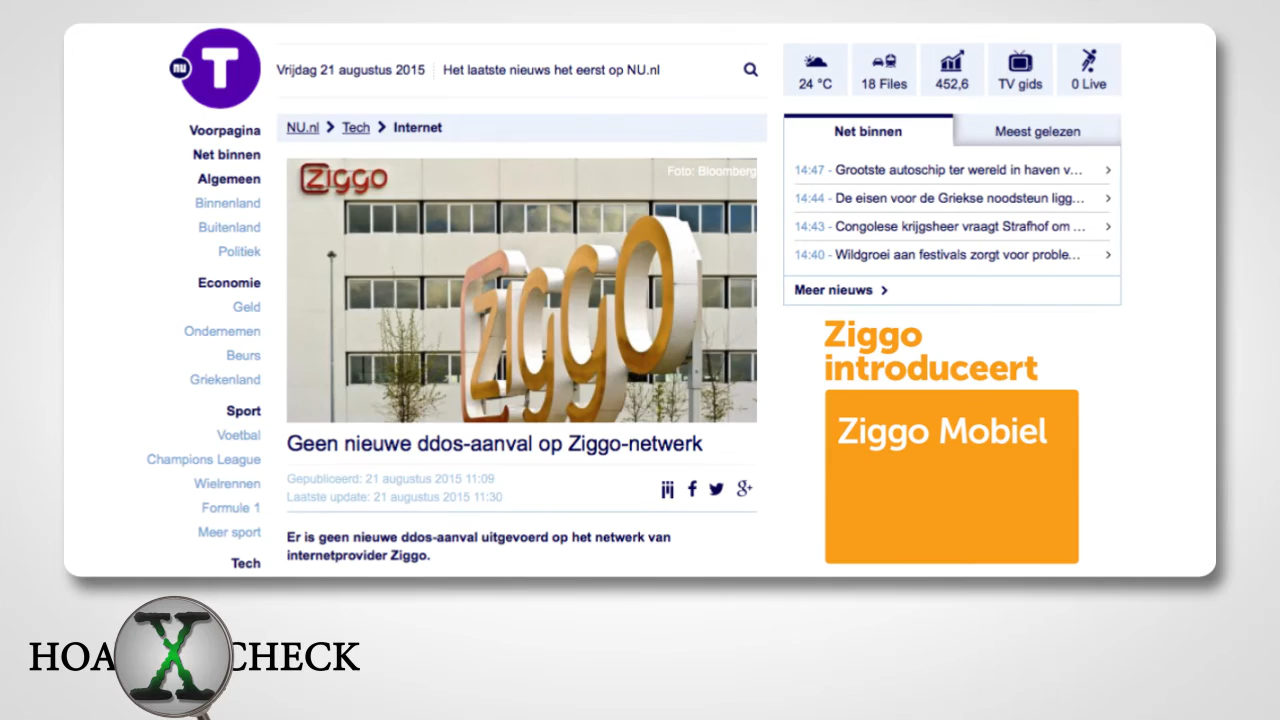 nu
T
Vrijdag 21 augustus 2015
Het laatste nieuws het eerst op NU.nl
24 °C
18 Files
452,6
TV gids
0 Live
Voorpagina
Net binnen
Algemeen
Binnenland
Buitenland
Politiek
Economie
Geld
Ondernemen
Beurs
Griekenland
Sport
Voetbal
Champions League
Wielrennen
Formule 1
Meer sport
Tech
NU.nl > Tech > Internet
Ziggo
Foto: Bloomberg
ziggo
Geen nieuwe ddos-aanval op Ziggo-netwerk
Gepubliceerd: 21 augustus 2015 11:09
Laatste update: 21 augustus 2015 11:30
f
g+
Er is geen nieuwe ddos-aanval uitgevoerd op het netwerk van
internetprovider Ziggo.
Net binnen
Meest gelezen
14:47 - Grootste autoschip ter wereld in haven v...
14:44 - De eisen voor de Griekse noodsteun ligg...
14:43 - Congolese krijgsheer vraagt Strafhof om ...
14:40 - Wildgroei aan festivals zorgt voor proble...
Meer nieuws >
Ziggo
introduceert
Ziggo Mobiel
HOAX CHECK